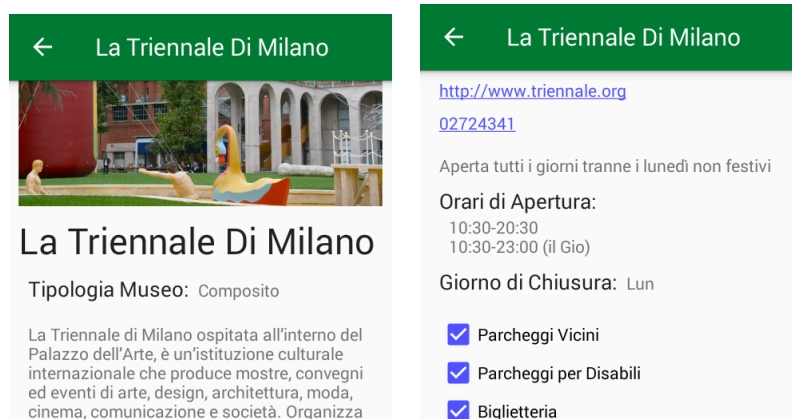 La Triennale Di Milano
La Triennale Di Milano
Tipologia Museo: Composito
La Triennale di Milano ospitata all'interno del
Palazzo dell'Arte, è un'istituzione culturale
internazionale che produce mostre, convegni
ed eventi di arte, design, architettura, moda,
cinema, comunicazione e società. Organizza
La Triennale Di Milano
http://www.triennale.org
02724341
Aperta tutti i giorni tranne i lunedì non festivi
Orari di Apertura:
10:30-20:30
10:30-23:00 (il Gio)
Giorno di Chiusura: Lun
Parcheggi Vicini
Parcheggi per Disabili
Biglietteria